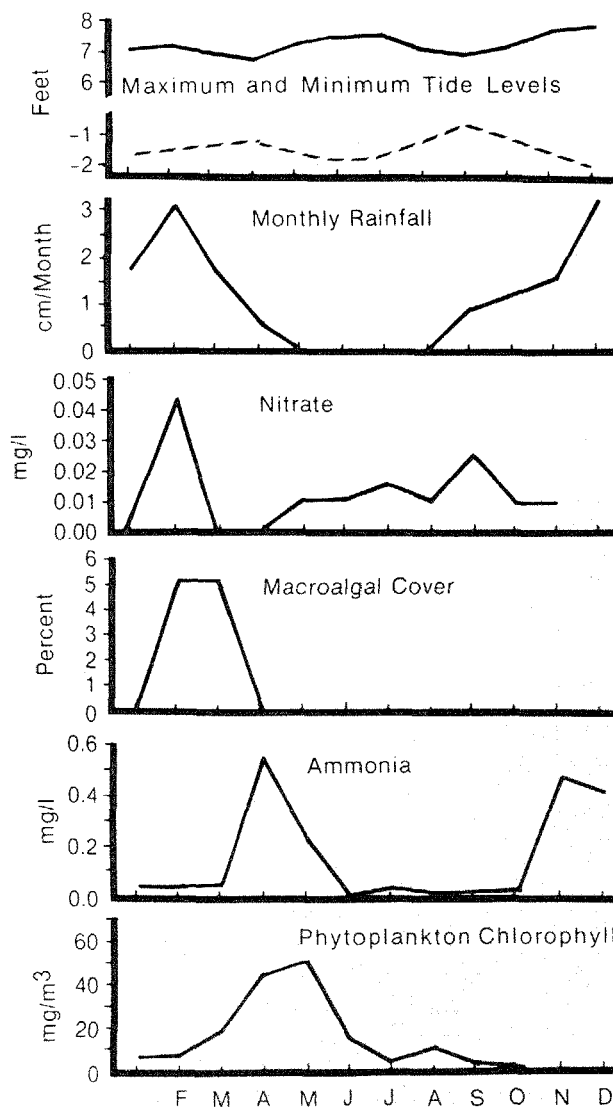 8
7
6
Feet
Maximum and Minimum Tide Levels
-1
-2
3
2
1
0
cm/Month
Monthly Rainfall
0.05
0.04
0.03
0.02
0.01
0.00
mg/l
Nitrate
6
5
4
3
2
1
0
Percent
Macroalgal Cover
0.6
0.4
0.2
0.0
mg/l
Ammonia
60
40
20
0
mg/m3
Phytoplankton Chlorophyll
F M A M J J A S O N D